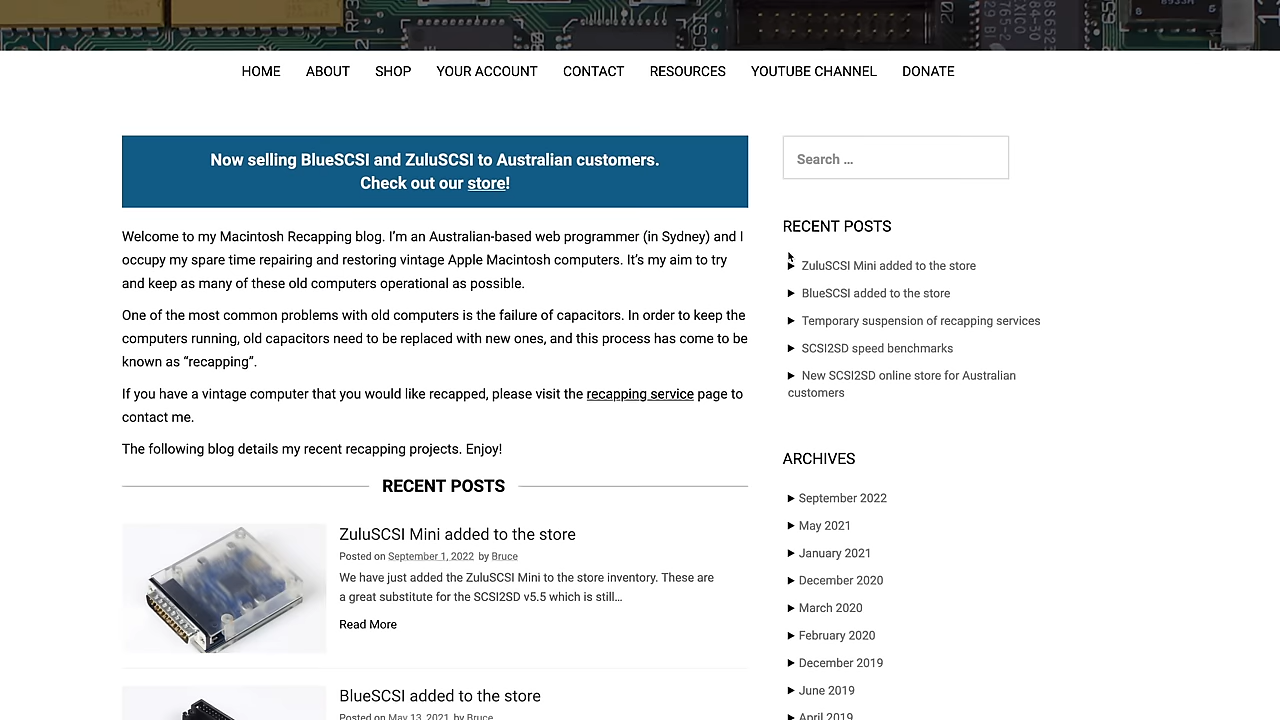 HOME ABOUT SHOP YOUR ACCOUNT CONTACT RESOURCES YOUTUBE CHANNEL DONATE
Now selling BlueSCSI and ZuluSCSI to Australian customers.
Check out our store!
Welcome to my Macintosh Recapping blog. I’m an Australian-based web programmer (in Sydney) and I
occupy my spare time repairing and restoring vintage Apple Macintosh computers. It’s my aim to try
and keep as many of these old computers operational as possible.
One of the most common problems with old computers is the failure of capacitors. In order to keep the
computers running, old capacitors need to be replaced with new ones, and this process has come to be
known as “recapping”.
If you have a vintage computer that you would like recapped, please visit the recapping service page to
contact me.
The following blog details my recent recapping projects. Enjoy!
RECENT POSTS
ZuluSCSI Mini added to the store
Posted on September 1, 2022 by Bruce
We have just added the ZuluSCSI Mini to the store inventory. These are
a great substitute for the SCSI2SD v5.5 which is still…
Read More
BlueSCSI added to the store
Posted on May 13, 2021 by Bruce
Search …
RECENT POSTS
ZuluSCSI Mini added to the store
BlueSCSI added to the store
Temporary suspension of recapping services
SCSI2SD speed benchmarks
New SCSI2SD online store for Australian
customers
ARCHIVES
September 2022
May 2021
January 2021
December 2020
March 2020
February 2020
December 2019
June 2019
April 2019